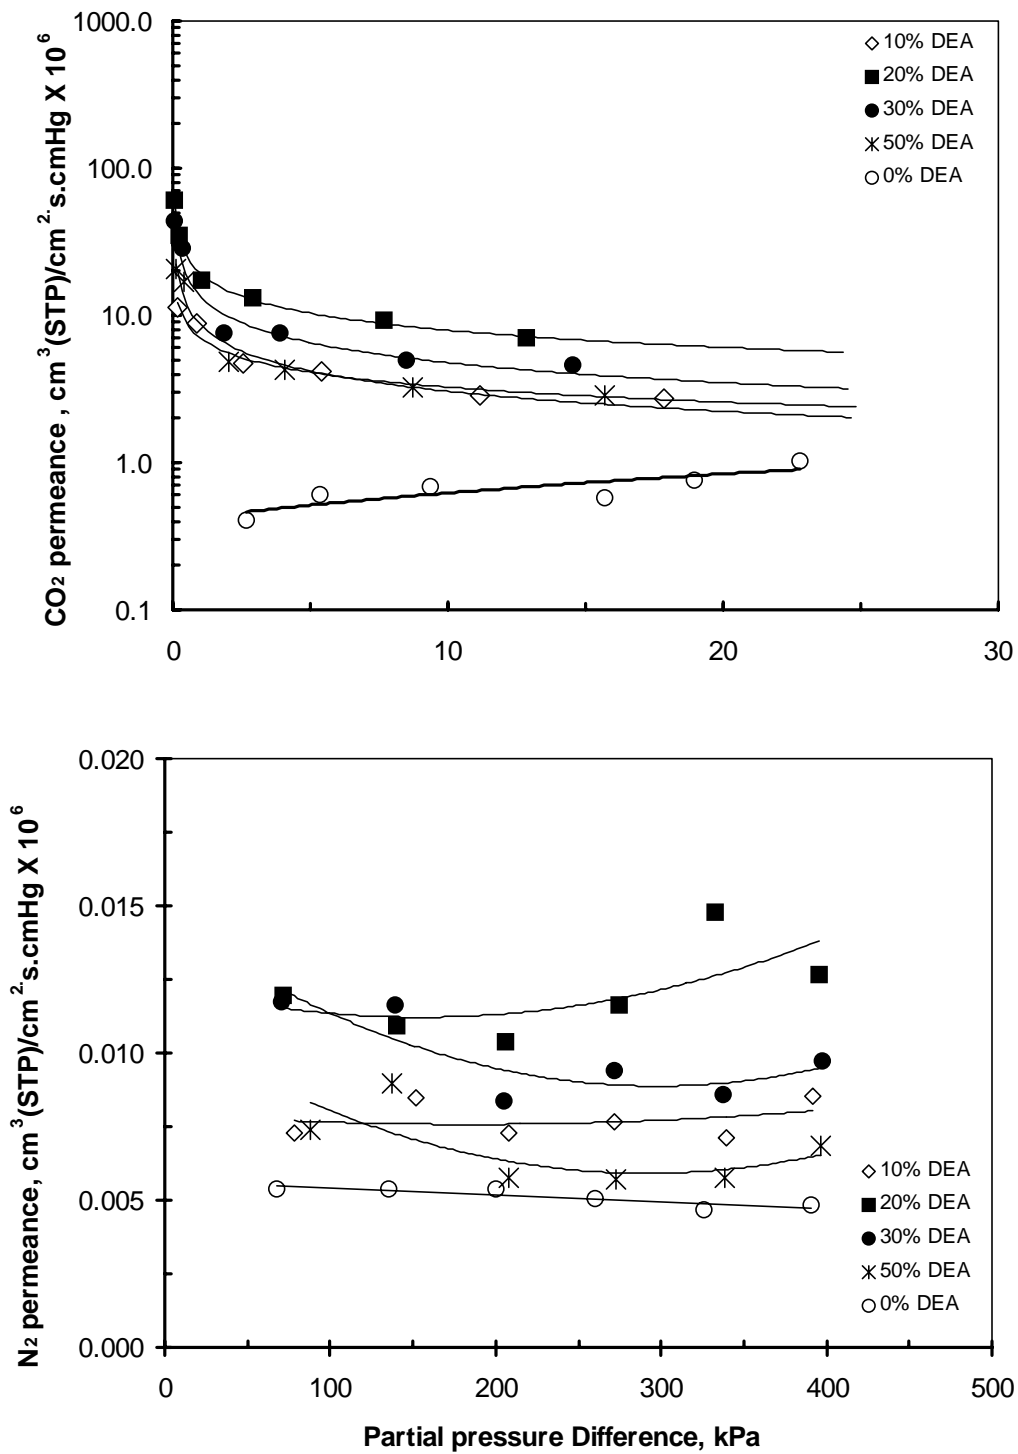 CO₂ permeance, cm³(STP)/cm²·s.cmHg X 10⁶
1000.0
100.0
10.0
1.0
0.1
0
10
20
30
10% DEA
20% DEA
30% DEA
50% DEA
0% DEA
N₂ permeance, cm³(STP)/cm²·s.cmHg X 10⁶
0.020
0.015
0.010
0.005
0.000
0
100
200
300
400
500
10% DEA
20% DEA
30% DEA
50% DEA
0% DEA
Partial pressure Difference, kPa